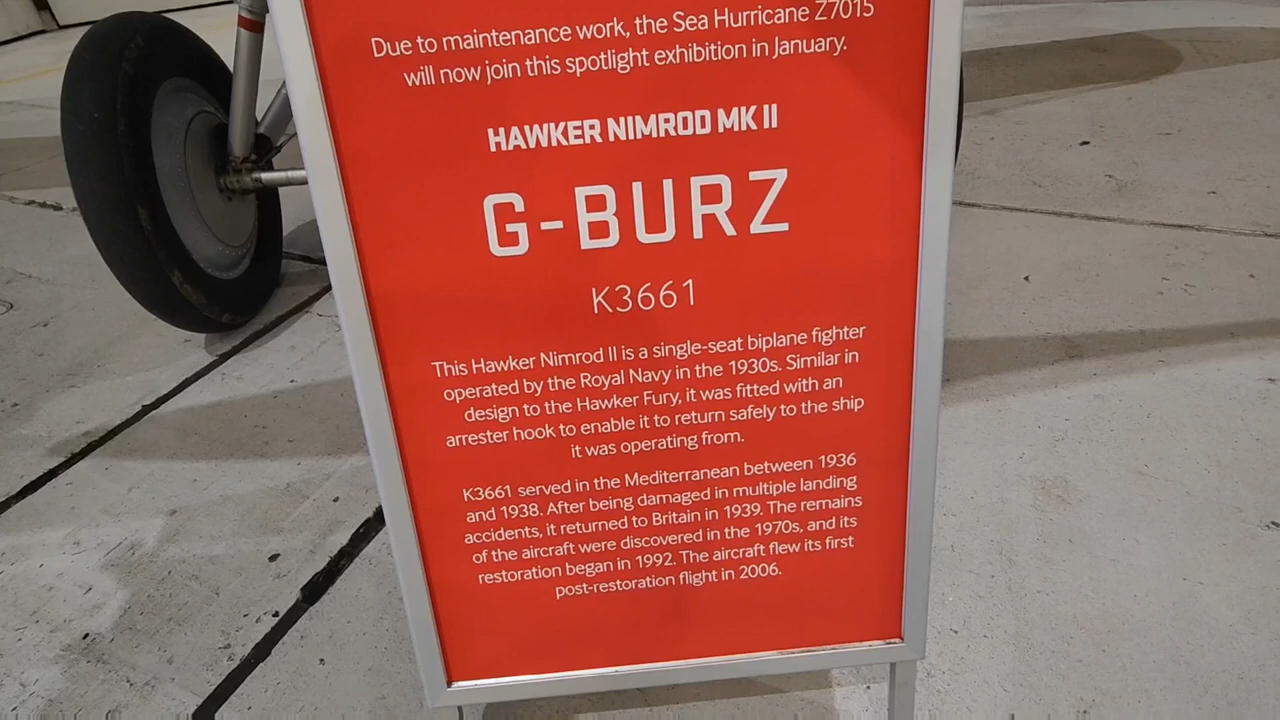 Due to maintenance work, the Sea Hurricane Z7015
will now join this spotlight exhibition in January.
HAWKER NIMROD MK II
G-BURZ
K3661
This Hawker Nimrod II is a single-seat biplane fighter
operated by the Royal Navy in the 1930s. Similar in
design to the Hawker Fury, it was fitted with an
arrester hook to enable it to return safely to the ship
it was operating from.
K3661 served in the Mediterranean between 1936
and 1938. After being damaged in multiple landing
accidents, it returned to Britain in 1939. The remains
of the aircraft were discovered in the 1970s, and its
restoration began in 1992. The aircraft flew its first
post-restoration flight in 2006.